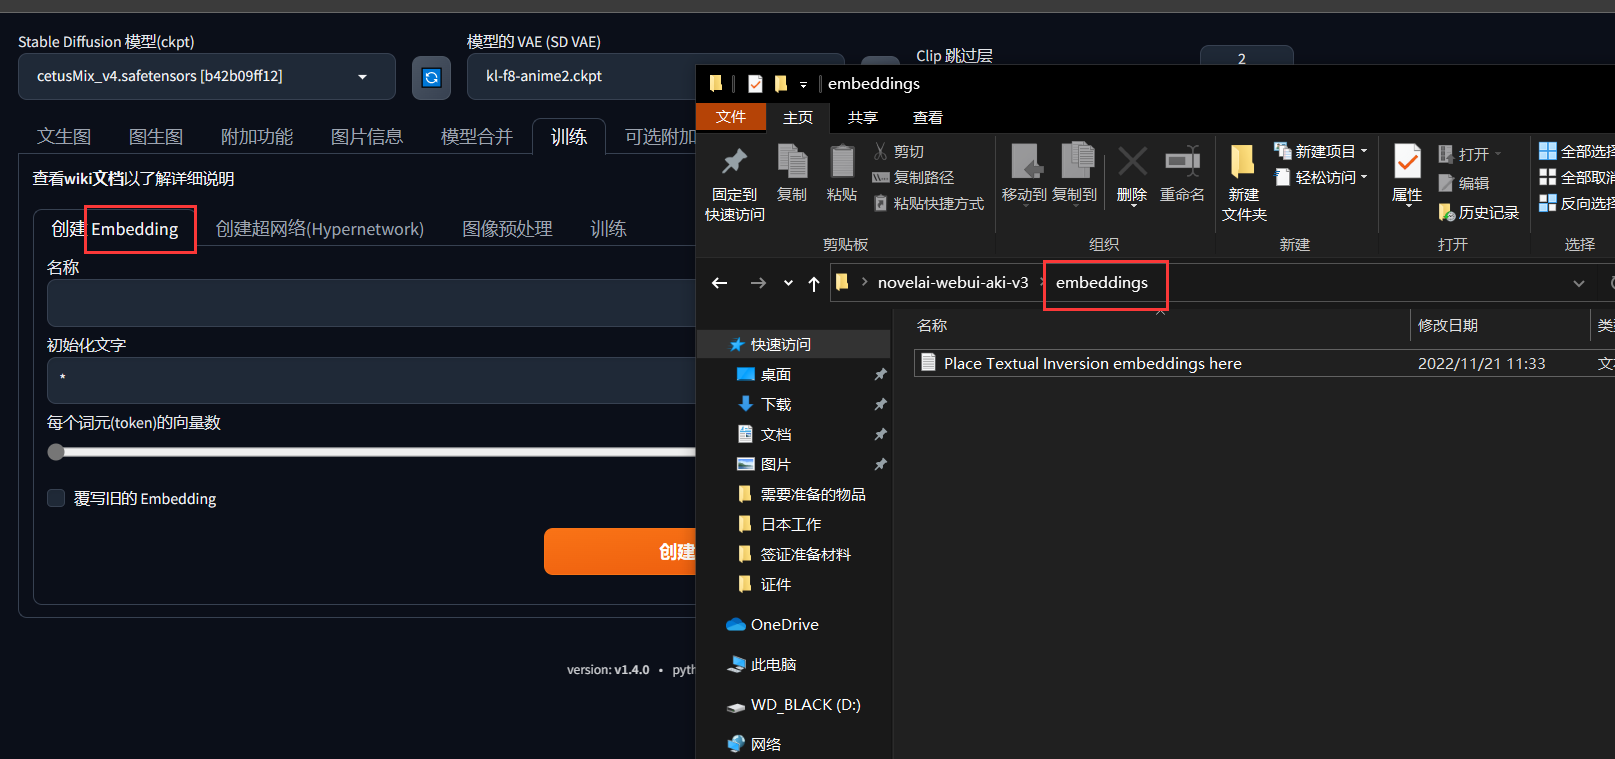 Stable Diffusion 模型(ckpt)
模型的 VAE (SD VAE)
Clip 跳过层
cetusMix_v4.safetensors [b42b09ff12]
kl-f8-anime2.ckpt
2
文生图 图生图 附加功能 图片信息 模型合并 训练 可选附加
查看wiki文档以了解详细说明
创建 Embedding 创建超网络(Hypernetwork) 图像预处理 训练
名称
初始化文字
*
每个词元(token)的向量数
覆写旧的 Embedding
创建
version: v1.4.0 • pyth
embeddings
文件 主页 共享 查看
固定到
快速访问
复制
粘贴
剪切
复制路径
粘贴快捷方式
剪贴板
移动到
复制到
删除
重命名
组织
新建
文件夹
新建项目
轻松访问
新建
属性
打开
编辑
历史记录
打开
全部选择
全部取消
反向选择
选择
novelai-webui-aki-v3 embeddings
名称 修改日期
Place Textual Inversion embeddings here 2022/11/21 11:33
快速访问
桌面
下载
文档
图片
需要准备的物品
日本工作
签证准备材料
证件
OneDrive
此电脑
WD_BLACK (D:)
网络